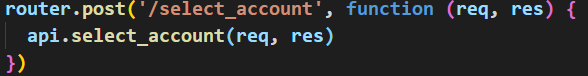 router.post('/select_account', function (req, res) {
  api.select_account(req, res)
})